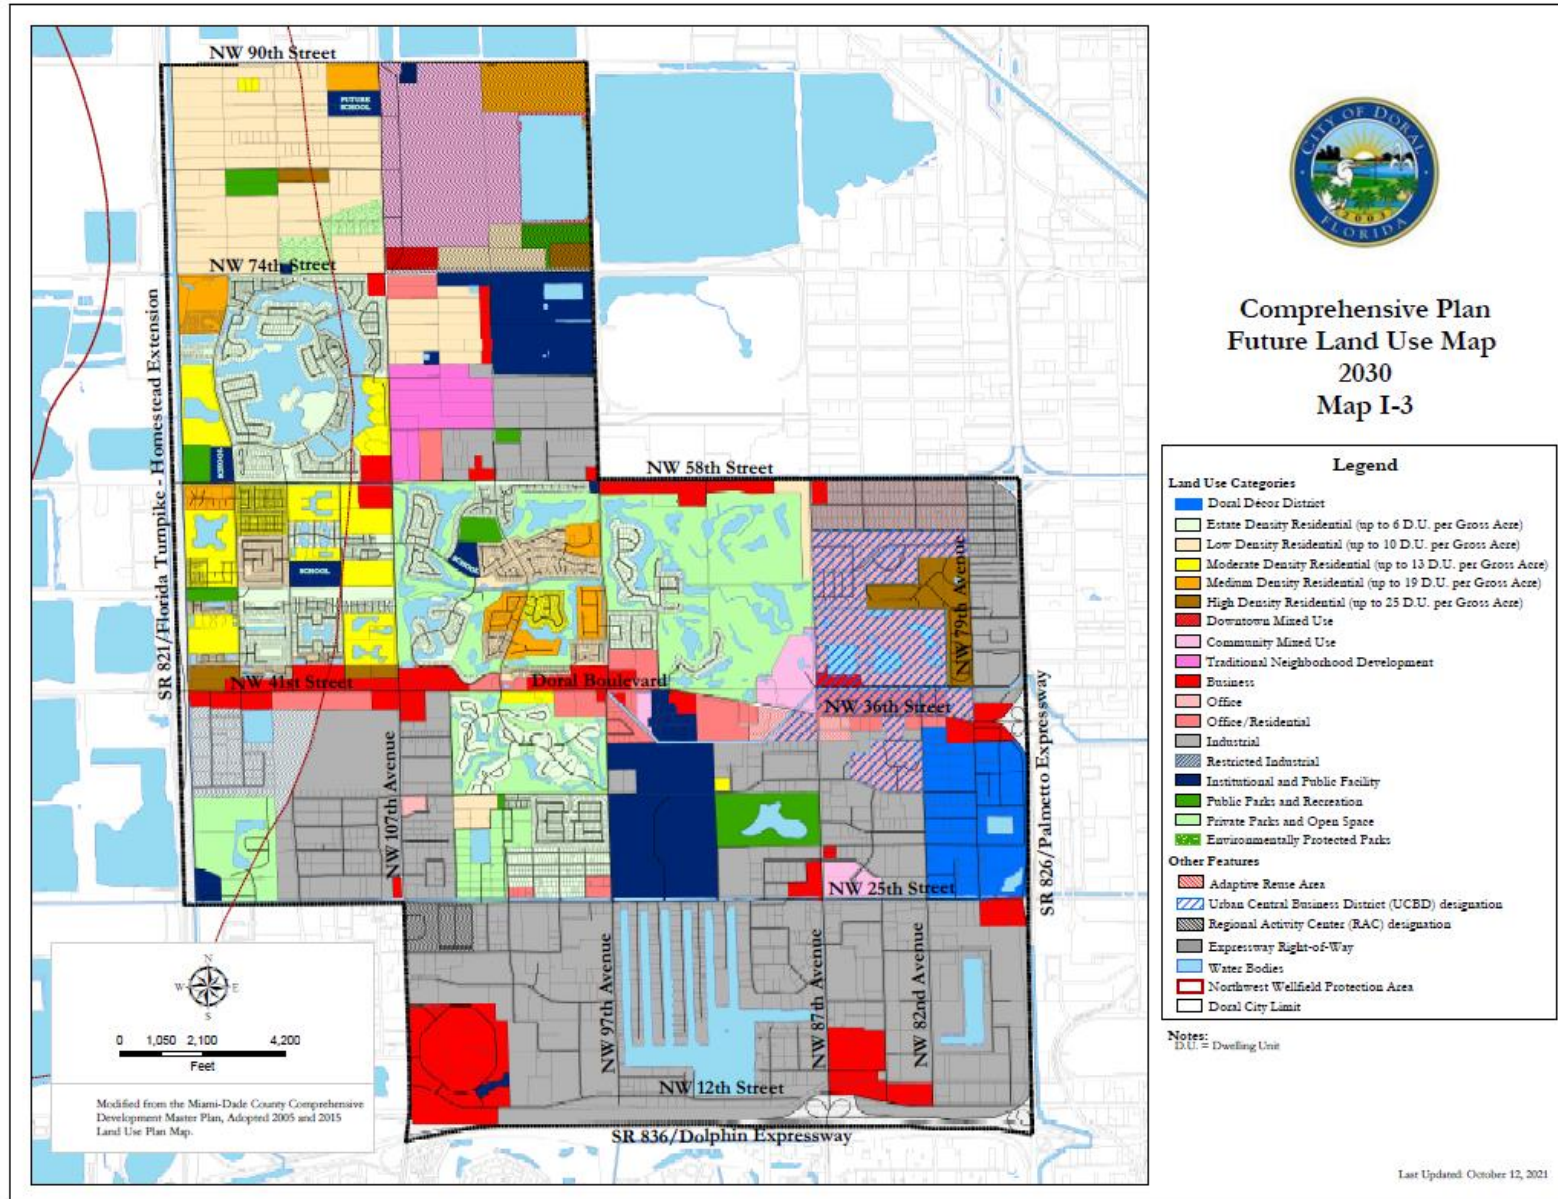 NW 90th Street
FUTURE
SCHOOL
NW 74th Street
SR 821/Florida Turnpike - Homestead Extension
SCHOOL
NW 58th Street
SCHOOL
SCHOOL
NW 79th Avenue
NW 41st Street
Doral Boulevard
NW 36th Street
NW 107th Avenue
SR 826/Palmetto Expressway
NW 25th Street
NW 97th Avenue
NW 87th Avenue
NW 82nd Avenue
NW 12th Street
SR 836/Dolphin Expressway
N
W
E
S
0 1,050 2,100 4,200
Feet
Modified from the Miami-Dade County Comprehensive
Development Master Plan, Adopted 2005 and 2015
Land Use Plan Map.
CITY OF DORAL
2003
FLORIDA
Comprehensive Plan
Future Land Use Map
2030
Map I-3
Legend
Land Use Categories
Doral Décor District
Estate Density Residential (up to 6 D.U. per Gross Acre)
Low Density Residential (up to 10 D.U. per Gross Acre)
Moderate Density Residential (up to 13 D.U. per Gross Acre)
Medium Density Residential (up to 19 D.U. per Gross Acre)
High Density Residential (up to 25 D.U. per Gross Acre)
Downtown Mixed Use
Community Mixed Use
Traditional Neighborhood Development
Business
Office
Office/Residential
Industrial
Restricted Industrial
Institutional and Public Facility
Public Parks and Recreation
Private Parks and Open Space
Environmentally Protected Parks
Other Features
Adaptive Reuse Area
Urban Central Business District (UCBD) designation
Regional Activity Center (RAC) designation
Expressway Right-of-Way
Water Bodies
Northwest Wellfield Protection Area
Doral City Limit
Notes:
D.U. = Dwelling Unit
Last Updated: October 12, 2021